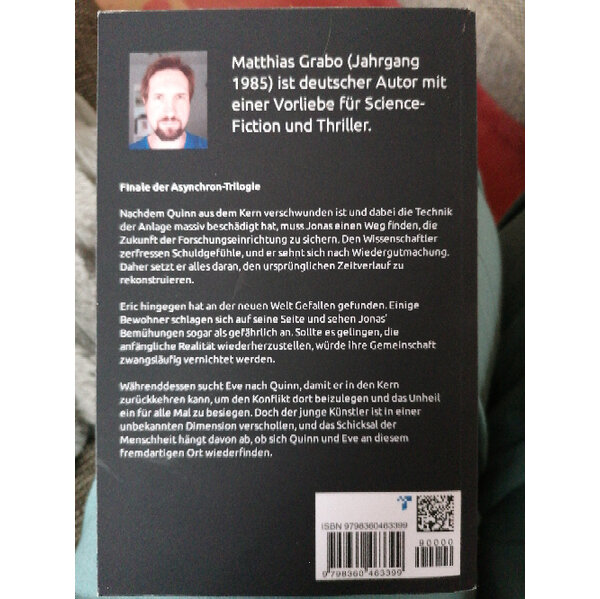 Matthias Grabo (Jahrgang
1985) ist deutscher Autor mit
einer Vorliebe für Science-
Fiction und Thriller.
Finale der Asynchron-Trilogie
Nachdem Quinn aus dem Kern verschwunden ist und dabei die Technik
der Anlage massiv beschädigt hat, muss Jonas einen Weg finden, die
Zukunft der Forschungseinrichtung zu sichern. Den Wissenschaftler
zerfressen Schuldgefühle, und er sehnt sich nach Wiedergutmachung.
Daher setzt er alles daran, den ursprünglichen Zeitverlauf zu
rekonstruieren.
Eric hingegen hat an der neuen Welt Gefallen gefunden. Einige
Bewohner schlagen sich auf seine Seite und sehen Jonas'
Bemühungen sogar als gefährlich an. Sollte es gelingen, die
anfängliche Realität wiederherzustellen, würde ihre Gemeinschaft
zwangsläufig vernichtet werden.
Währenddessen sucht Eve nach Quinn, damit er in den Kern
zurückkehren kann, um den Konflikt dort beizulegen und das Unheil
ein für alle Mal zu besiegen. Doch der junge Künstler ist in einer
unbekannten Dimension verschollen, und das Schicksal der
Menschheit hängt davon ab, ob sich Quinn und Eve an diesem
fremdartigen Ort wiederfinden.
ISBN 9798360463399
90000
9 798360 463399